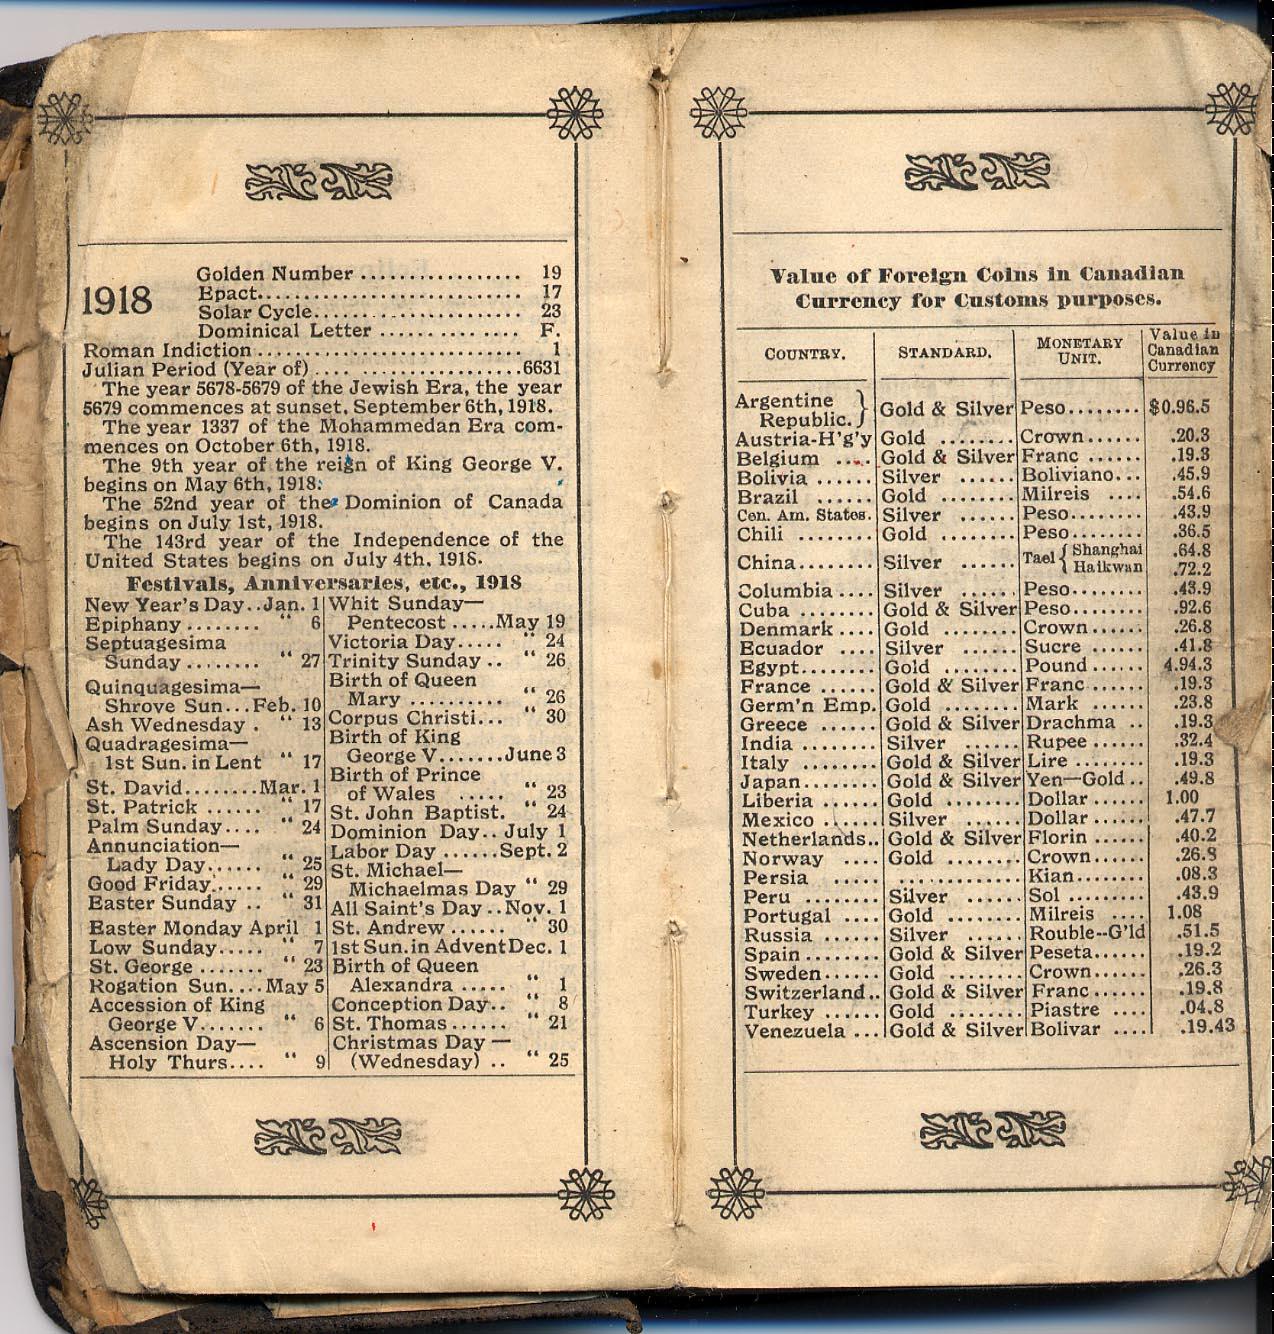 1918
Golden Number ................. 19
Epact........................... 17
Solar Cycle..................... 23
Dominical Letter .............. F.
Roman Indiction ........................... 1
Julian Period (Year of) .... ..................6631
The year 5678-5679 of the Jewish Era, the year
5679 commences at sunset, September 6th, 1918.
The year 1337 of the Mohammedan Era com-
mences on October 6th, 1918.
The 9th year of the reign of King George V.
begins on May 6th, 1918.
The 52nd year of the Dominion of Canada
begins on July 1st, 1918.
The 143rd year of the Independence of the
United States begins on July 4th, 1918.
Festivals, Anniversaries, etc., 1918
New Year's Day..Jan. 1
Epiphany ........ " 6
Septuagesima
Sunday ........ " 27
Quinquagesima—
Shrove Sun...Feb. 10
Ash Wednesday . " 13
Quadragesima—
1st Sun. in Lent " 17
St. David........Mar. 1
St. Patrick ...... " 17
Palm Sunday.... " 24
Annunciation—
Lady Day...... " 25
Good Friday...... " 29
Easter Sunday .. " 31
Easter Monday April 1
Low Sunday..... " 7
St. George ....... " 23
Rogation Sun....May 5
Accession of King
George V....... " 6
Ascension Day—
Holy Thurs.... " 9
Whit Sunday—
Pentecost .....May 19
Victoria Day..... " 24
Trinity Sunday .. " 26
Birth of Queen
Mary .......... " 26
Corpus Christi... " 30
Birth of King
George V.......June 3
Birth of Prince
of Wales ..... " 23
St. John Baptist. " 24
Dominion Day.. July 1
Labor Day ......Sept. 2
St. Michael—
Michaelmas Day " 29
All Saint's Day ..Nov. 1
St. Andrew ...... " 30
1st Sun. in Advent Dec. 1
Birth of Queen
Alexandra ..... " 1
Conception Day.. " 8
St. Thomas...... " 21
Christmas Day —
(Wednesday) .. " 25
Value of Foreign Coins in Canadian
Currency for Customs purposes.
COUNTRY. STANDARD. MONETARY UNIT. Value in Canadian Currency
Argentine Republic. } Gold & Silver Peso........ $0.96.5
Austria-H'g'y Gold ........ Crown...... .20.3
Belgium .... Gold & Silver Franc ...... .19.3
Bolivia ...... Silver ...... Boliviano... .45.9
Brazil ...... Gold ........ Milreis .... .54.6
Cen. Am. States. Silver ...... Peso........ .43.9
Chili ........ Gold ........ Peso........ .36.5
China........ Silver ...... Tael { Shanghai .64.8
Haikwan .72.2
Columbia .... Silver ...... Peso........ .43.9
Cuba ........ Gold & Silver Peso........ .92.6
Denmark .... Gold ........ Crown...... .26.8
Ecuador .... Silver ...... Sucre ...... .41.8
Egypt........ Gold ........ Pound ...... 4.94.3
France ...... Gold & Silver Franc ...... .19.3
Germ'n Emp. Gold ........ Mark ...... .23.8
Greece ...... Gold & Silver Drachma .. .19.3
India ........ Silver ...... Rupee ...... .32.4
Italy ........ Gold & Silver Lire ........ .19.3
Japan........ Gold & Silver Yen—Gold.. .49.8
Liberia ...... Gold ........ Dollar ...... 1.00
Mexico ...... Silver ...... Dollar ...... .47.7
Netherlands.. Gold & Silver Florin ...... .40.2
Norway .... Gold ........ Crown...... .26.8
Persia ..... ............. Kian........ .08.3
Peru ........ Silver ...... Sol ......... .43.9
Portugal .... Gold ........ Milreis .... 1.08
Russia ...... Silver ...... Rouble--G'ld .51.5
Spain........ Gold & Silver Peseta...... .19.2
Sweden...... Gold ........ Crown...... .26.3
Switzerland.. Gold & Silver Franc ...... .19.8
Turkey ...... Gold ........ Piastre .... .04.8
Venezuela ... Gold & Silver Bolivar .... .19.43